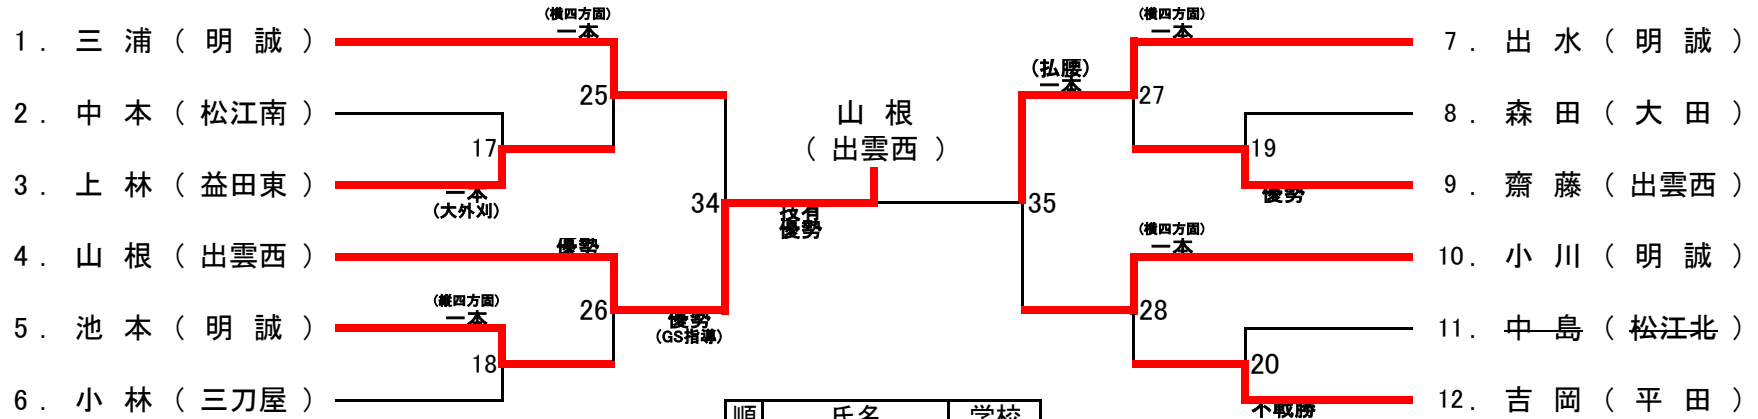 (横四方固)
一本
1. 三浦（明誠）
25
2. 中本（松江南）
17
3. 上林（益田東）
一本
(大外刈)
34
優勢
4. 山根（出雲西）
(縦四方固)
一本
26
優勢
(GS指導)
5. 池本（明誠）
18
6. 小林（三刀屋）
山根
（出雲西）
技有
優勢
(横四方固)
一本
7. 出水（明誠）
(払腰)
一本
27
8. 森田（大田）
19
9. 齋藤（出雲西）
優勢
35
(横四方固)
一本
10. 小川（明誠）
28
11. 中島（松江北）
20
12. 吉岡（平田）
不戦勝
順 氏名 学校